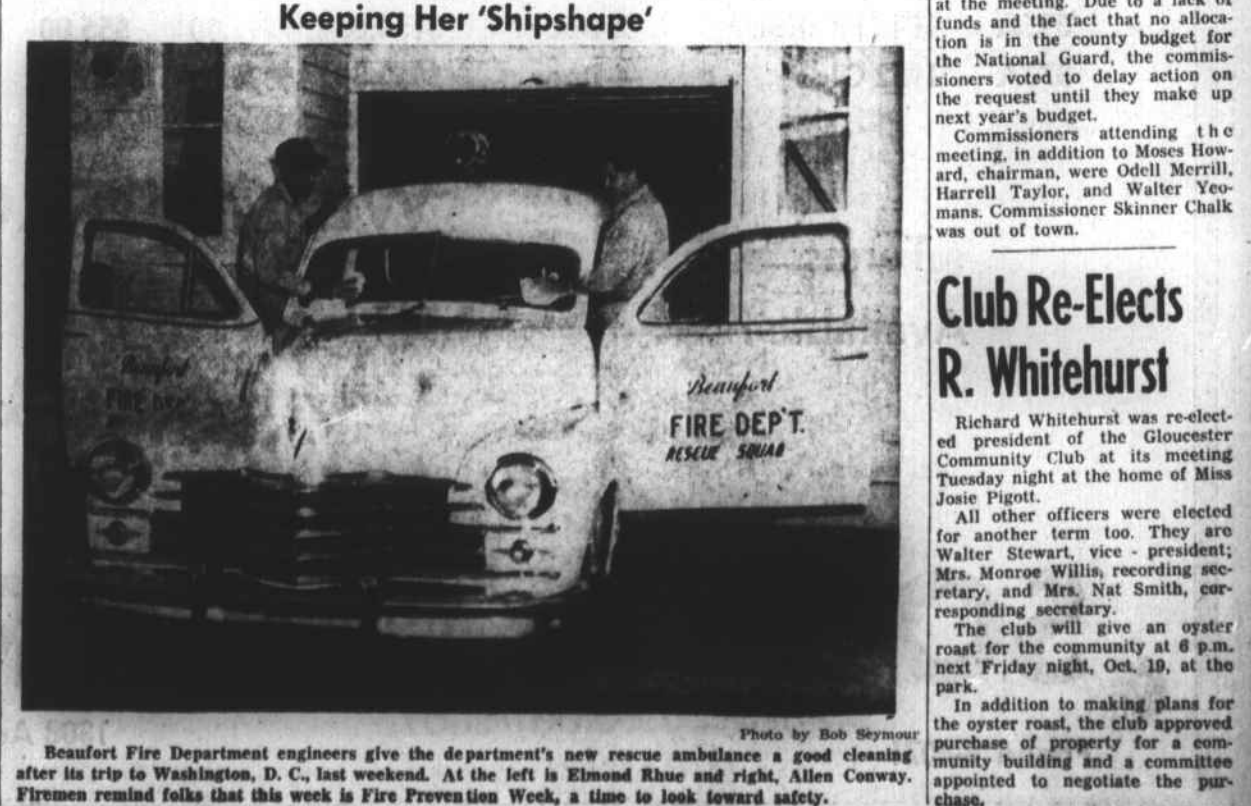 Keeping Her 'Shipshape'
Beaufort
FIRE DEP'T.
RESCUE SQUAD
Beaufort
FIRE DEP'T.
Photo by Bob Seymour
Beaufort Fire Department engineers give the department's new rescue ambulance a good cleaning
after its trip to Washington, D. C., last weekend. At the left is Elmond Rhue and right, Allen Conway.
Firemen remind folks that this week is Fire Prevention Week, a time to look toward safety.
at the meeting. Due to a lack of
funds and the fact that no alloca-
tion is in the county budget for
the National Guard, the commis-
sioners voted to delay action on
the request until they make up
next year's budget.
Commissioners attending the
meeting, in addition to Moses How-
ard, chairman, were Odell Merrill,
Harrell Taylor, and Walter Yeo-
mans. Commissioner Skinner Chalk
was out of town.
Club Re-Elects
R. Whitehurst
Richard Whitehurst was re-elect-
ed president of the Gloucester
Community Club at its meeting
Tuesday night at the home of Miss
Josie Pigott.
All other officers were elected
for another term too. They are
Walter Stewart, vice - president;
Mrs. Monroe Willis, recording sec-
retary, and Mrs. Nat Smith, cor-
responding secretary.
The club will give an oyster
roast for the community at 6 p.m.
next Friday night, Oct. 19, at the
park.
In addition to making plans for
the oyster roast, the club approved
purchase of property for a com-
munity building and a committee
appointed to negotiate the pur-
chase.